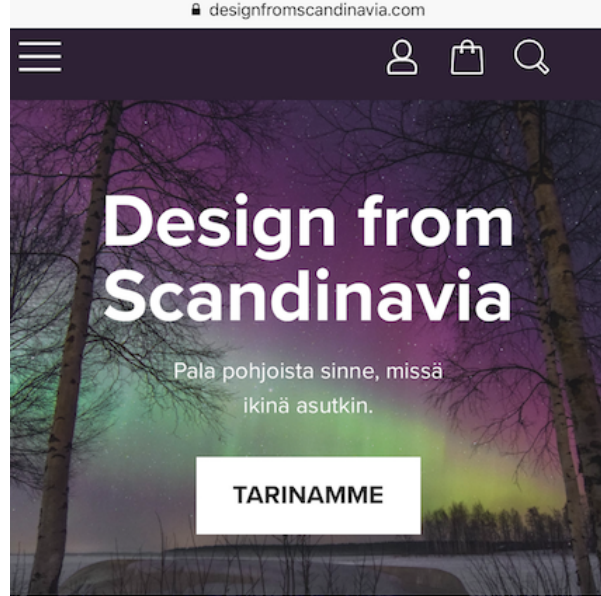 designfromscandinavia.com
Design from
Scandinavia
Pala pohjoista sinne, missä
ikinä asutkin.
TARINAMME